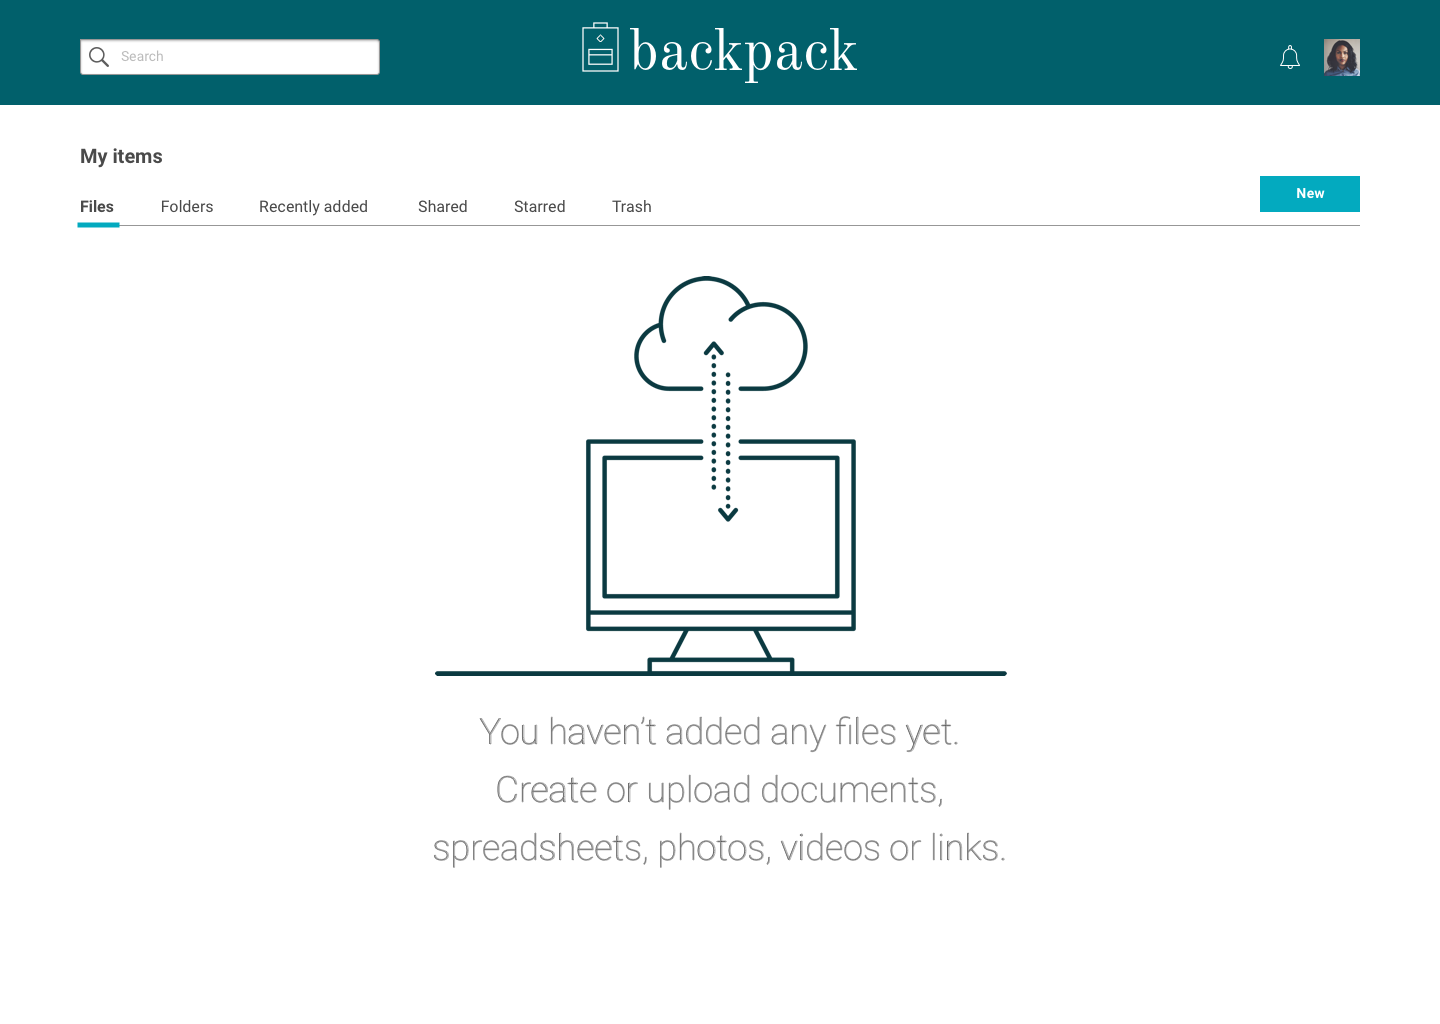 Search
backpack
My items
Files Folders Recently added Shared Starred Trash
New
You haven’t added any files yet.
Create or upload documents,
spreadsheets, photos, videos or links.